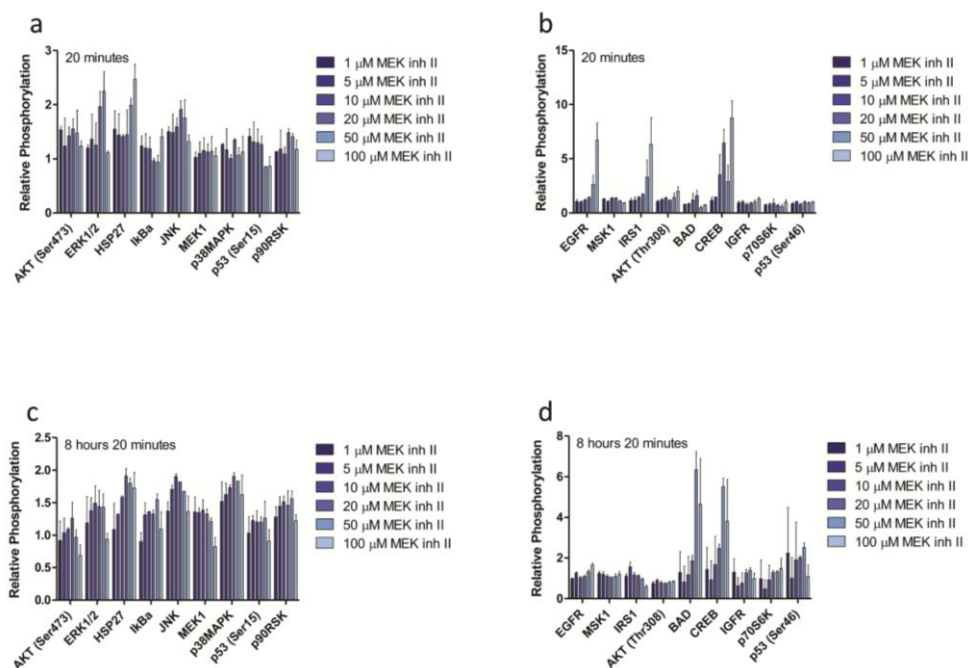 a
20 minutes
Relative Phosphorylation
3
2
1
0
AKT (Ser473)
ERK1/2
HSP27
IkBa
JNK
MEK1
p38MAPK
p53 (Ser15)
p90RSK
1 μM MEK inh II
5 μM MEK inh II
10 μM MEK inh II
20 μM MEK inh II
50 μM MEK inh II
100 μM MEK inh II
b
20 minutes
Relative Phosphorylation
15
10
5
0
EGFR
MSK1
IRS1
AKT (Thr308)
BAD
CREB
IGFR
p70S6K
p53 (Ser46)
1 μM MEK inh II
5 μM MEK inh II
10 μM MEK inh II
20 μM MEK inh II
50 μM MEK inh II
100 μM MEK inh II
c
8 hours 20 minutes
Relative Phosphorylation
2.5
2.0
1.5
1.0
0.5
0.0
AKT (Ser473)
ERK1/2
HSP27
IkBa
JNK
MEK1
p38MAPK
p53 (Ser15)
p90RSK
1 μM MEK inh II
5 μM MEK inh II
10 μM MEK inh II
20 μM MEK inh II
50 μM MEK inh II
100 μM MEK inh II
d
8 hours 20 minutes
Relative Phosphorylation
8
6
4
2
0
EGFR
MSK1
IRS1
AKT (Thr308)
BAD
CREB
IGFR
p70S6K
p53 (Ser46)
1 μM MEK inh II
5 μM MEK inh II
10 μM MEK inh II
20 μM MEK inh II
50 μM MEK inh II
100 μM MEK inh II